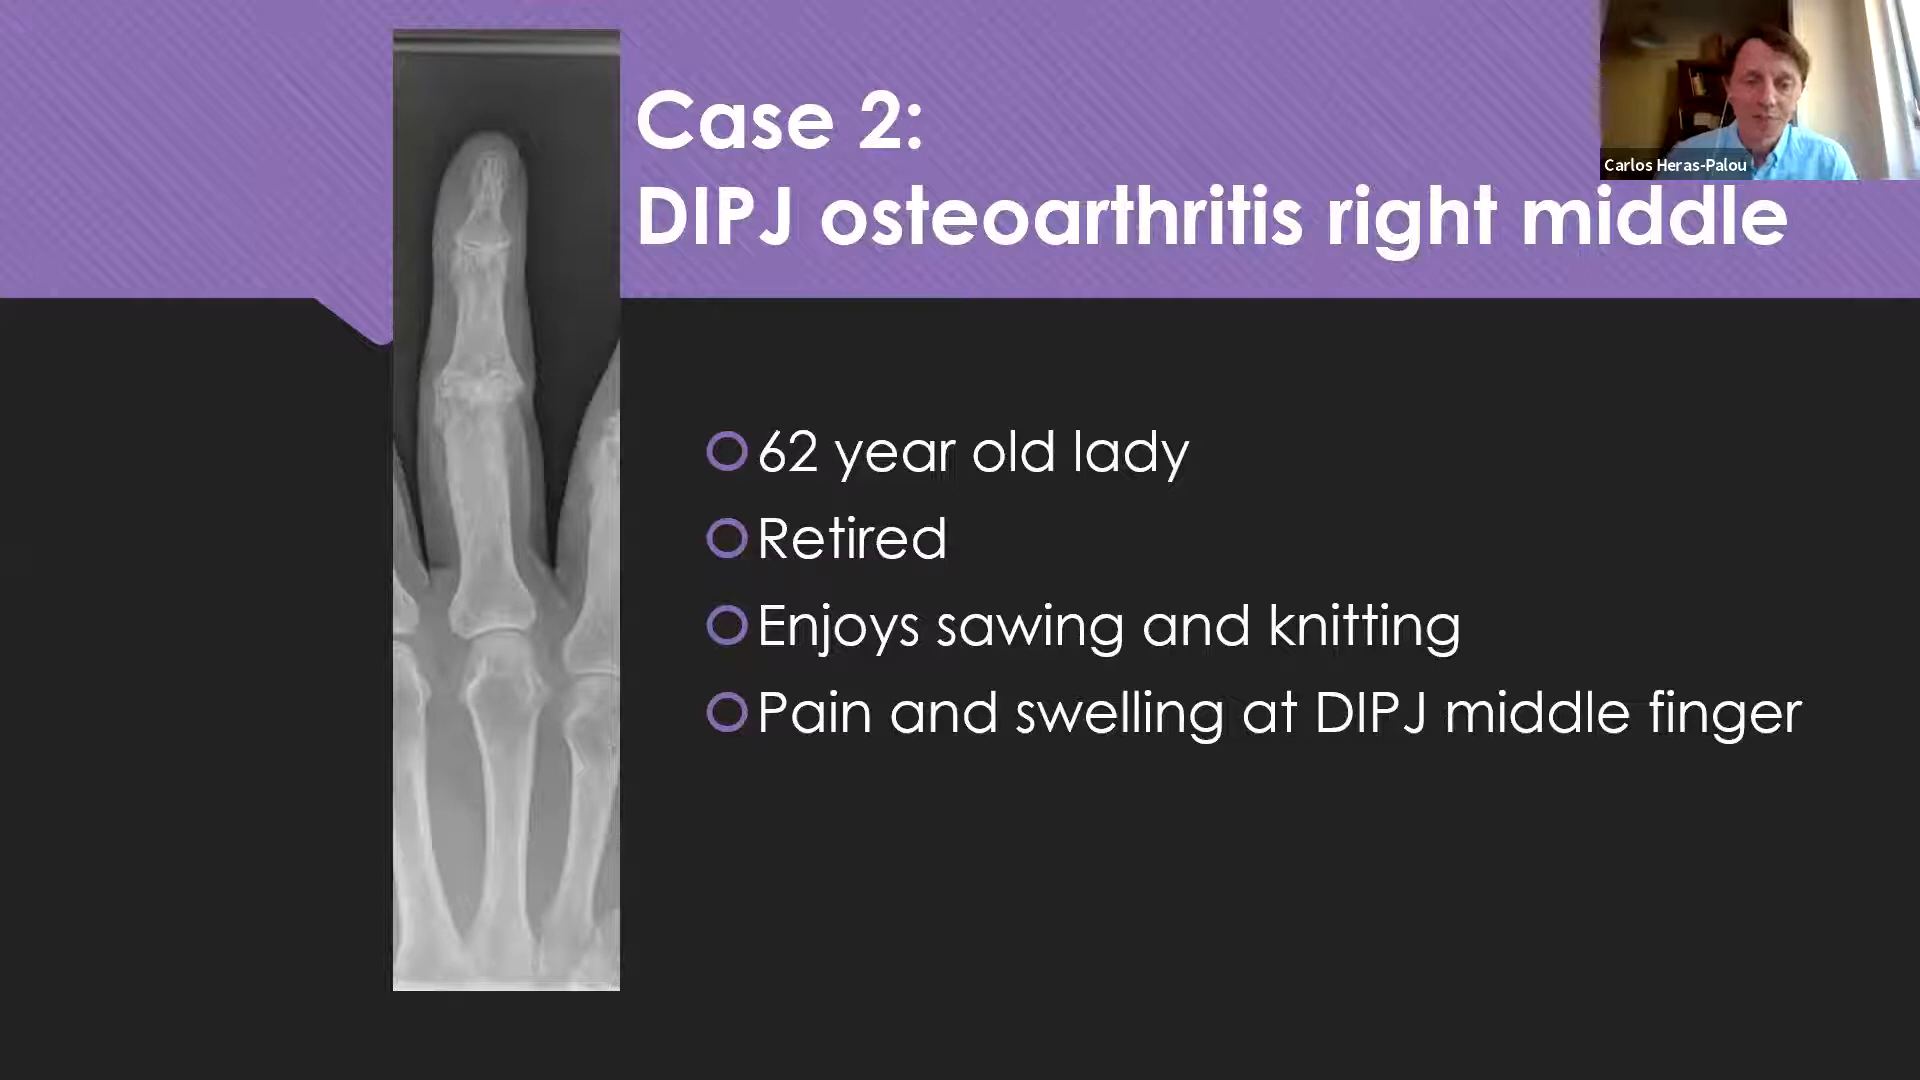 Case 2:
DIPJ osteoarthritis right middle
Carlos Heras-Palou
62 year old lady
Retired
Enjoys sawing and knitting
Pain and swelling at DIPJ middle finger